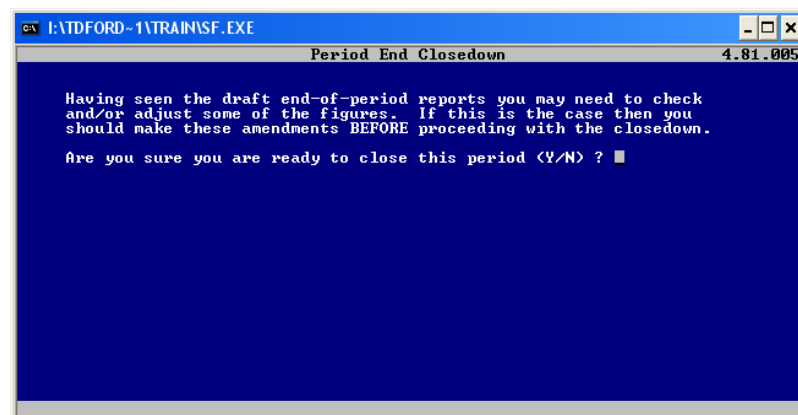 I:\TDFORD~1\TRAIN\SF.EXE
Period End Closedown 4.81.005
Having seen the draft end-of-period reports you may need to check
and/or adjust some of the figures. If this is the case then you
should make these amendments BEFORE proceeding with the closedown.
Are you sure you are ready to close this period (Y/N) ?